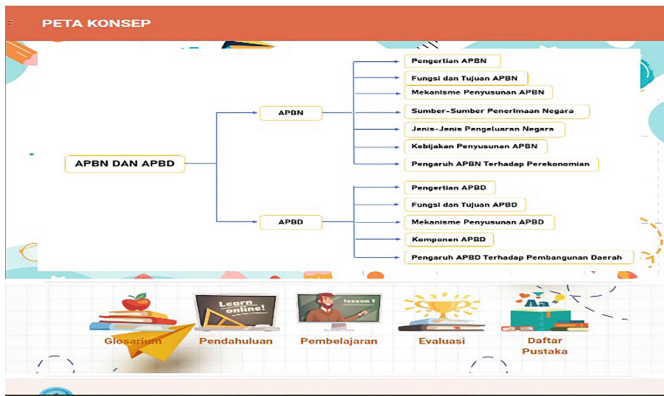 PETA KONSEP
APBN DAN APBD
APBN
Pengertian APBN
Fungsi dan Tujuan APBN
Mekanisme Penyusunan APBN
Sumber-Sumber Penerimaan Negara
Jenis-Jenis Pengeluaran Negara
Kebijakan Penyusunan APBN
Pengaruh APBN Terhadap Perekonomian
APBD
Pengertian APBD
Fungsi dan Tujuan APBD
Mekanisme Penyusunan APBD
Komponen APBD
Pengaruh APBD Terhadap Pembangunan Daerah
Learn
online!
lesson 1
Aa
Glosarium
Pendahuluan
Pembelajaran
Evaluasi
Daftar
Pustaka